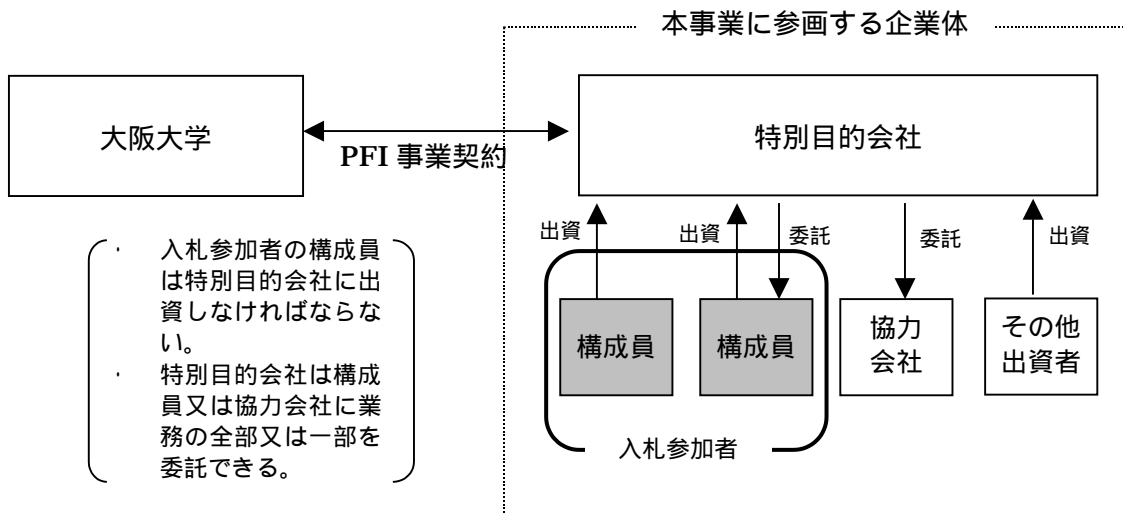 本事業に参画する企業体
大阪大学
PFI 事業契約
特別目的会社
出資
出資
委託
委託
出資
・ 入札参加者の構成員
は特別目的会社に出
資しなければならな
い。
・ 特別目的会社は構成
員又は協力会社に業
務の全部又は一部を
委託できる。
構成員
構成員
協力
会社
その他
出資者
入札参加者